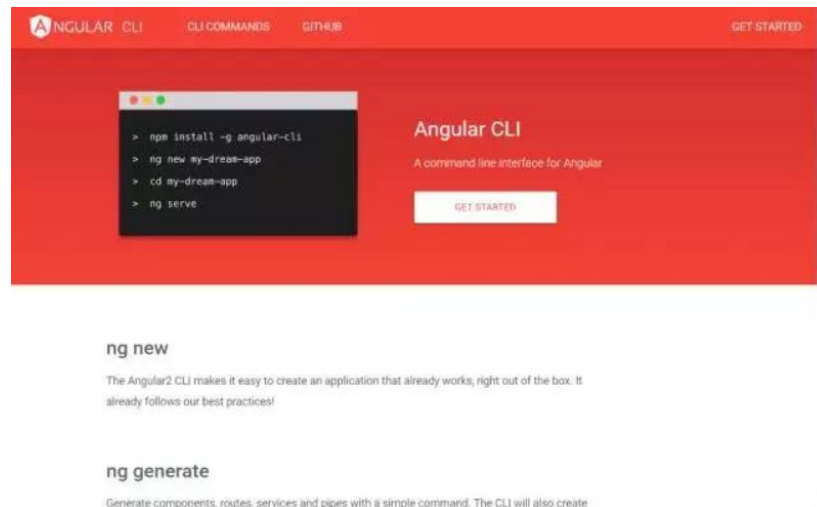 ANGULAR CLI
CLI COMMANDS
GITHUB
GET STARTED
> npm install -g angular-cli
> ng new my-dream-app
> cd my-dream-app
> ng serve
Angular CLI
A command line interface for Angular
GET STARTED
ng new
The Angular2 CLI makes it easy to create an application that already works, right out of the box. It
already follows our best practices!
ng generate
Generate components, routes, services and pipes with a simple command. The CLI will also create